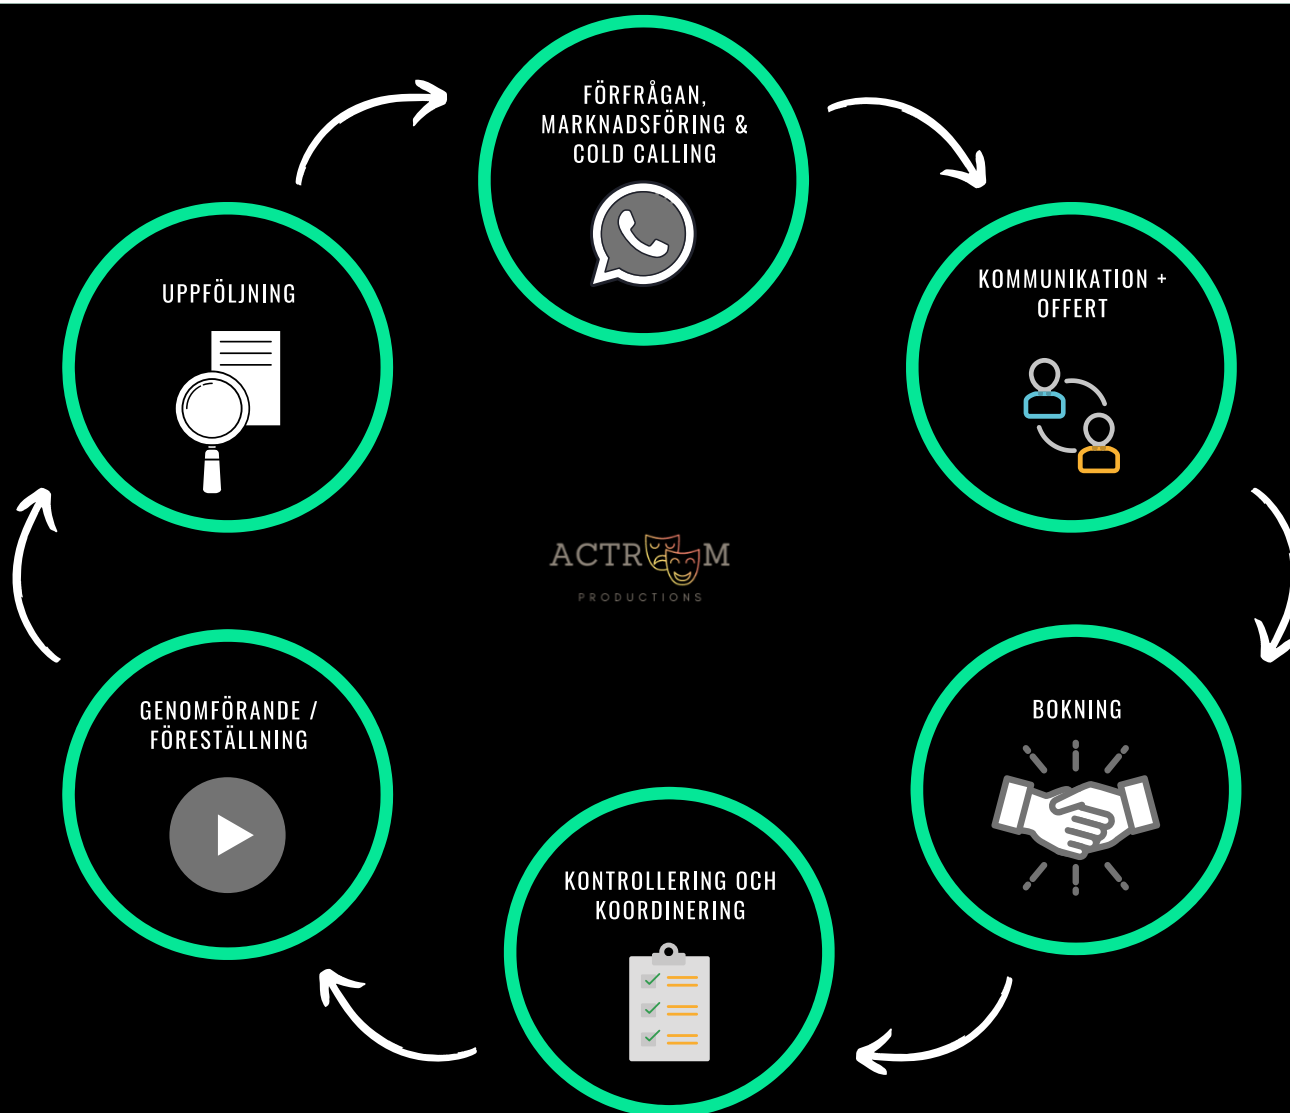 FÖRFRÅGAN,
MARKNADSFÖRING &
COLD CALLING
KOMMUNIKATION +
OFFERT
BOKNING
KONTROLLERING OCH
KOORDINERING
GENOMFÖRANDE /
FÖRESTÄLLNING
UPPFÖLJNING
ACTROOM
PRODUCTIONS